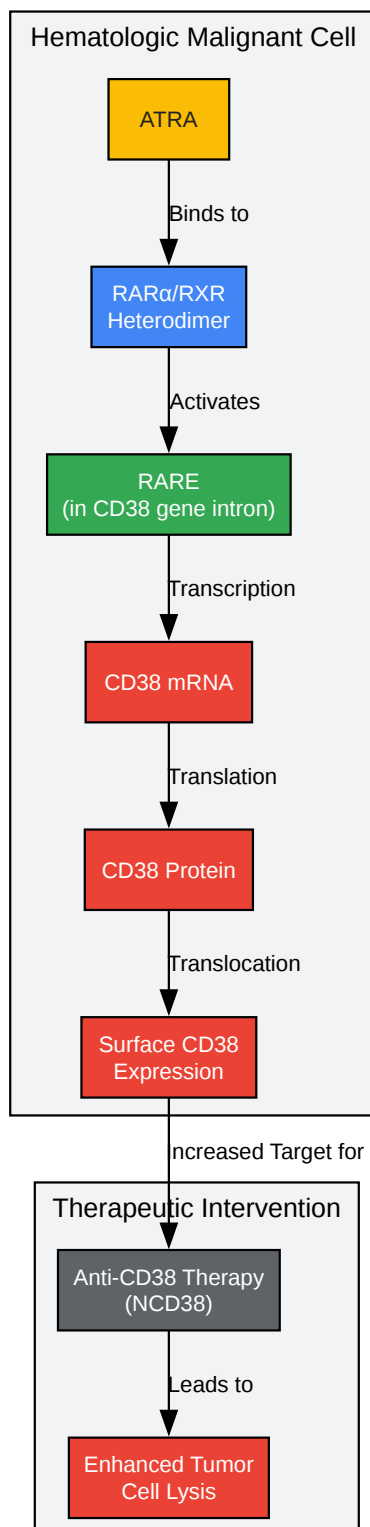 Hematologic Malignant Cell
ATRA
Binds to
RARα/RXR
Heterodimer
Activates
RARE
(in CD38 gene intron)
Transcription
CD38 mRNA
Translation
CD38 Protein
Translocation
Surface CD38
Expression
Increased Target for
Therapeutic Intervention
Anti-CD38 Therapy
(NCD38)
Leads to
Enhanced Tumor
Cell Lysis